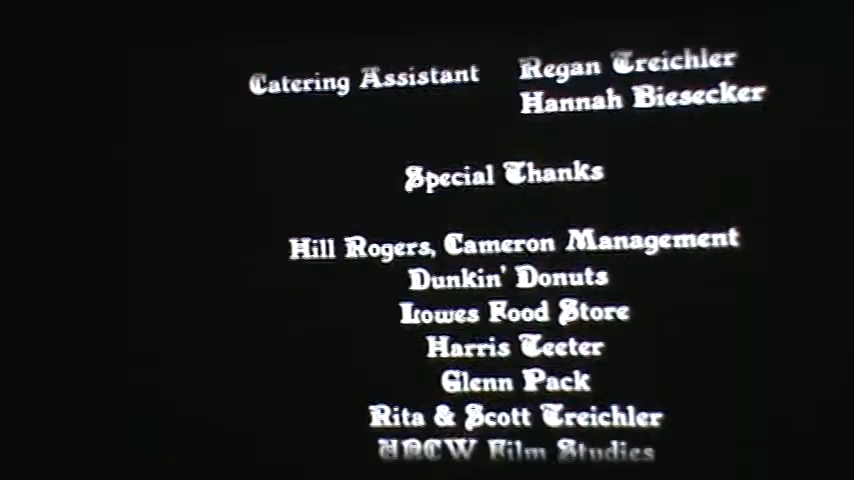 Catering Assistant Regan Treichler
Hannah Biesecker
Special Thanks
Hill Rogers, Cameron Management
Dunkin' Donuts
Lowes Food Store
Harris Teeter
Glenn Pack
Rita & Scott Treichler
UNCW Film Studies